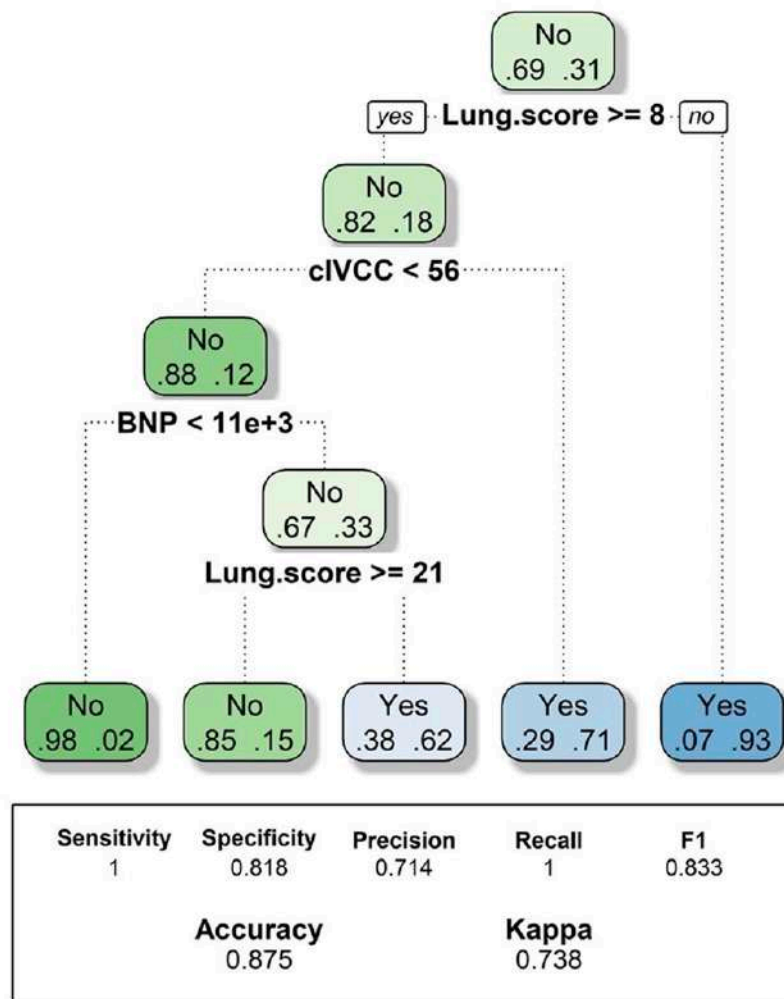 No
.69 .31
yes Lung.score >= 8 no
No
.82 .18
cIVCC < 56
No
.88 .12
BNP < 11e+3
No
.67 .33
Lung.score >= 21
No No Yes Yes Yes
.98 .02 .85 .15 .38 .62 .29 .71 .07 .93
Sensitivity Specificity Precision Recall F1
1 0.818 0.714 1 0.833
Accuracy Kappa
0.875 0.738